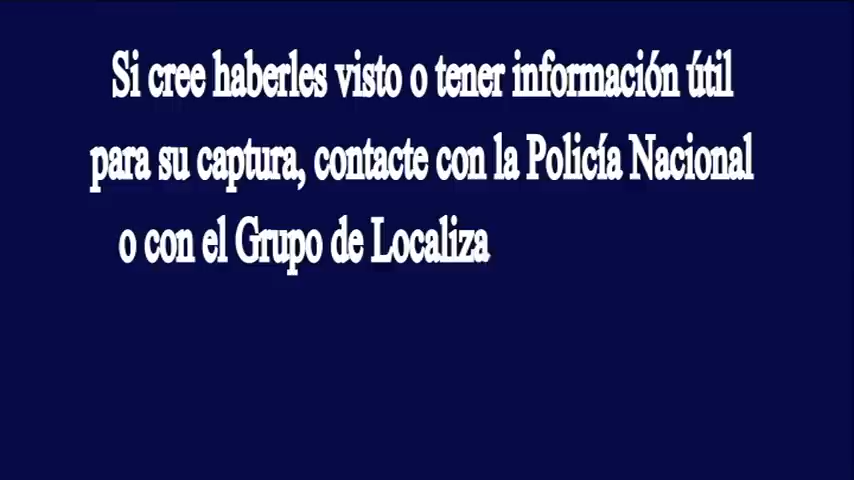 Si cree haberles visto o tener información útil
para su captura, contacte con la Policía Nacional
o con el Grupo de Localiza